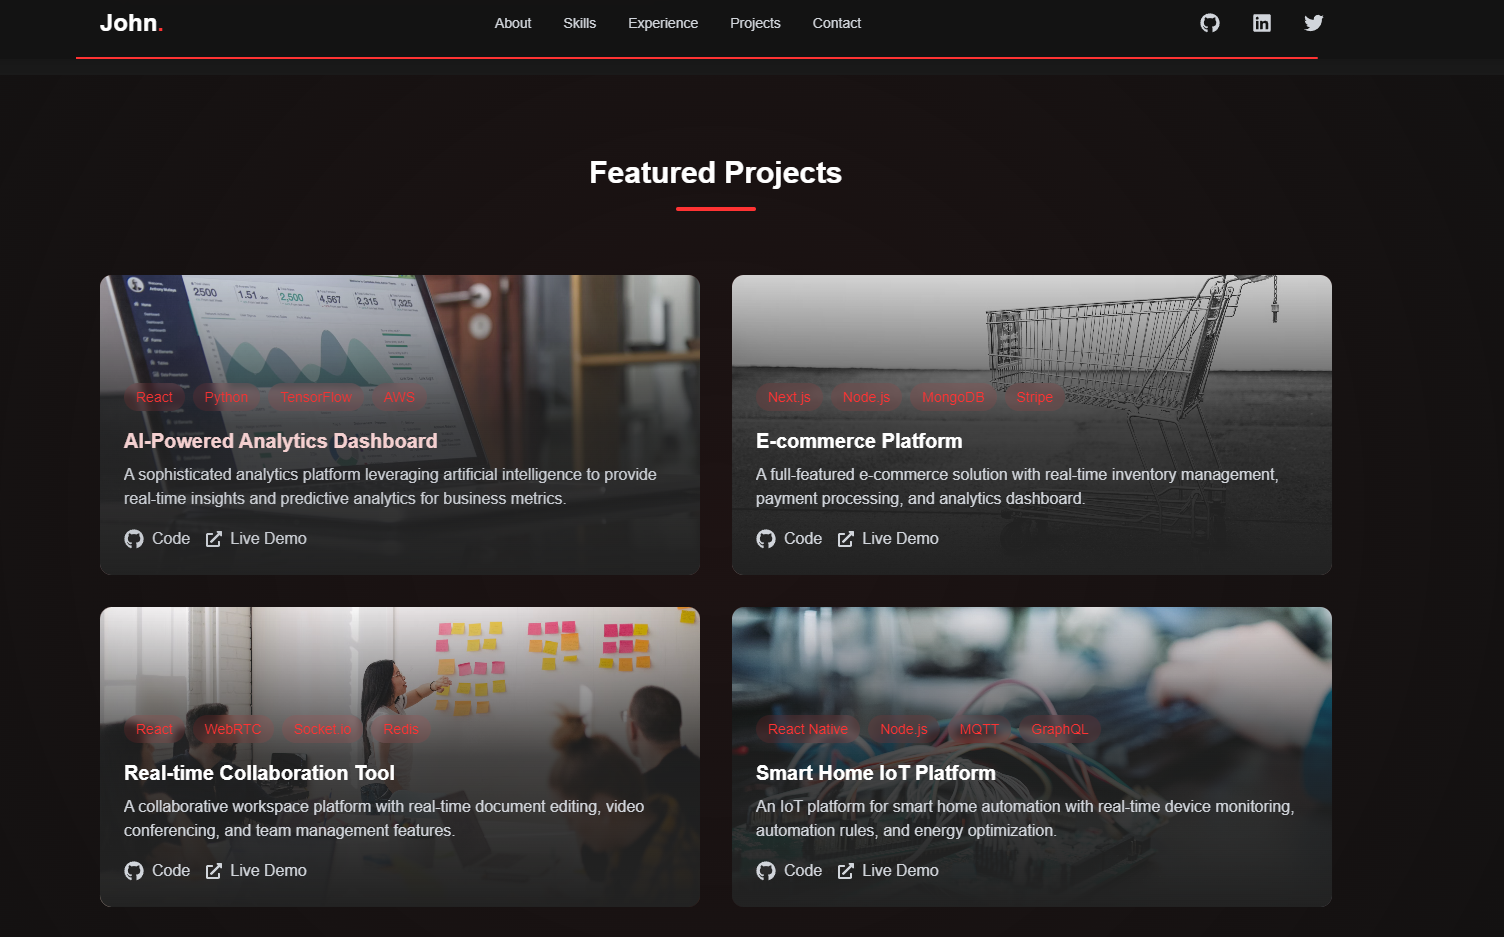 John.
About Skills Experience Projects Contact
Featured Projects
2500 1.51 2,500 4,567 2,315 7,325
React Python TensorFlow AWS
AI-Powered Analytics Dashboard
A sophisticated analytics platform leveraging artificial intelligence to provide
real-time insights and predictive analytics for business metrics.
Code Live Demo
Next.js Node.js MongoDB Stripe
E-commerce Platform
A full-featured e-commerce solution with real-time inventory management,
payment processing, and analytics dashboard.
Code Live Demo
React WebRTC Socket.io Redis
Real-time Collaboration Tool
A collaborative workspace platform with real-time document editing, video
conferencing, and team management features.
Code Live Demo
React Native Node.js MQTT GraphQL
Smart Home IoT Platform
An IoT platform for smart home automation with real-time device monitoring,
automation rules, and energy optimization.
Code Live Demo